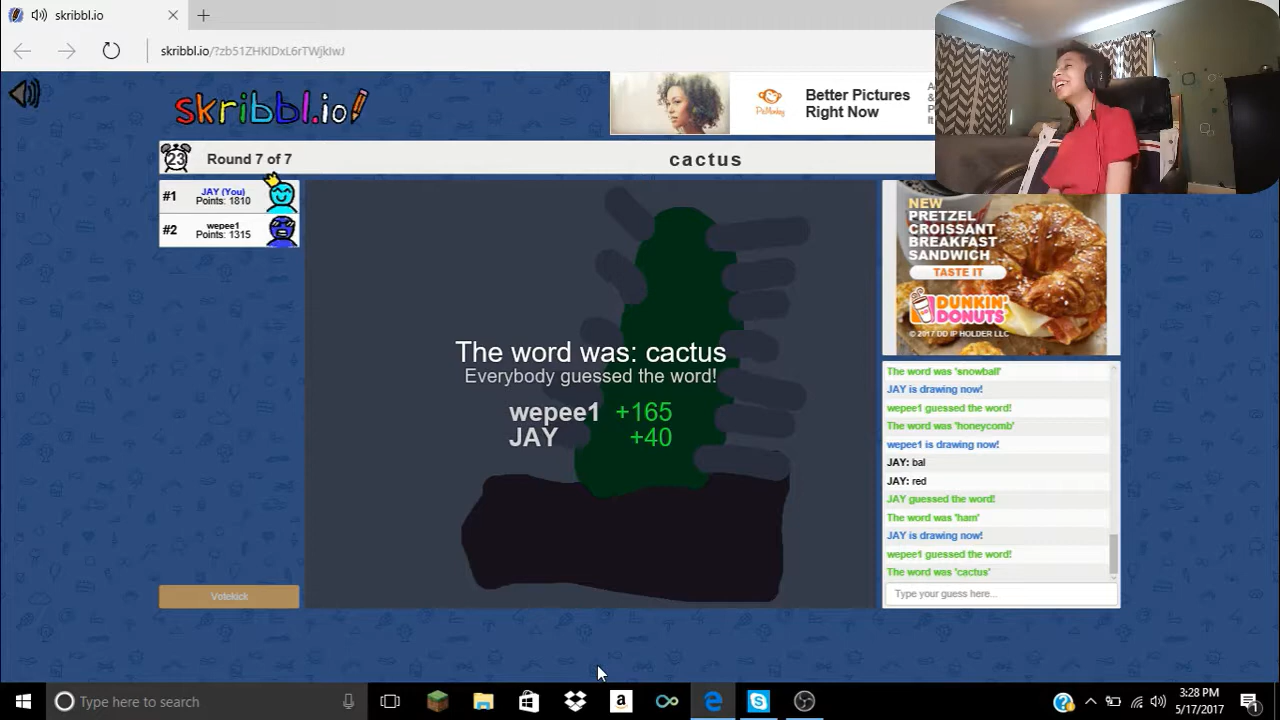 skribbl.io
skribbl.io/?zb51ZHKIDxL6rTWjkIwJ
skribbl.io
PicMonkey
Better Pictures
Right Now
23
Round 7 of 7
cactus
#1
JAY (You)
Points: 1810
#2
wepee1
Points: 1315
The word was: cactus
Everybody guessed the word!
wepee1 +165
JAY +40
Votekick
NEW
PRETZEL
CROISSANT
BREAKFAST
SANDWICH
TASTE IT
DUNKIN'
DONUTS
© 2017 DD IP HOLDER LLC
The word was 'snowball'
JAY is drawing now!
wepee1 guessed the word!
The word was 'honeycomb'
wepee1 is drawing now!
JAY: bal
JAY: red
JAY guessed the word!
The word was 'ham'
JAY is drawing now!
wepee1 guessed the word!
The word was 'cactus'
Type your guess here...
Type here to search
3:28 PM
5/17/2017